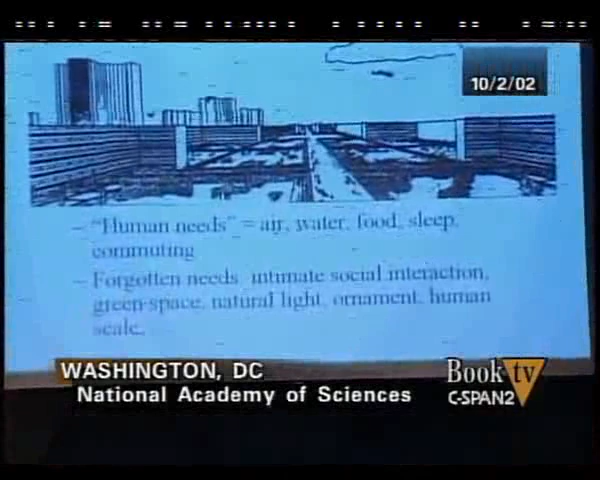 10/2/02
– "Human needs" = air, water, food, sleep,
commuting
– Forgotten needs intimate social interaction,
green-space, natural light, ornament, human
scale.
WASHINGTON, DC
National Academy of Sciences
Book tv
C-SPAN2